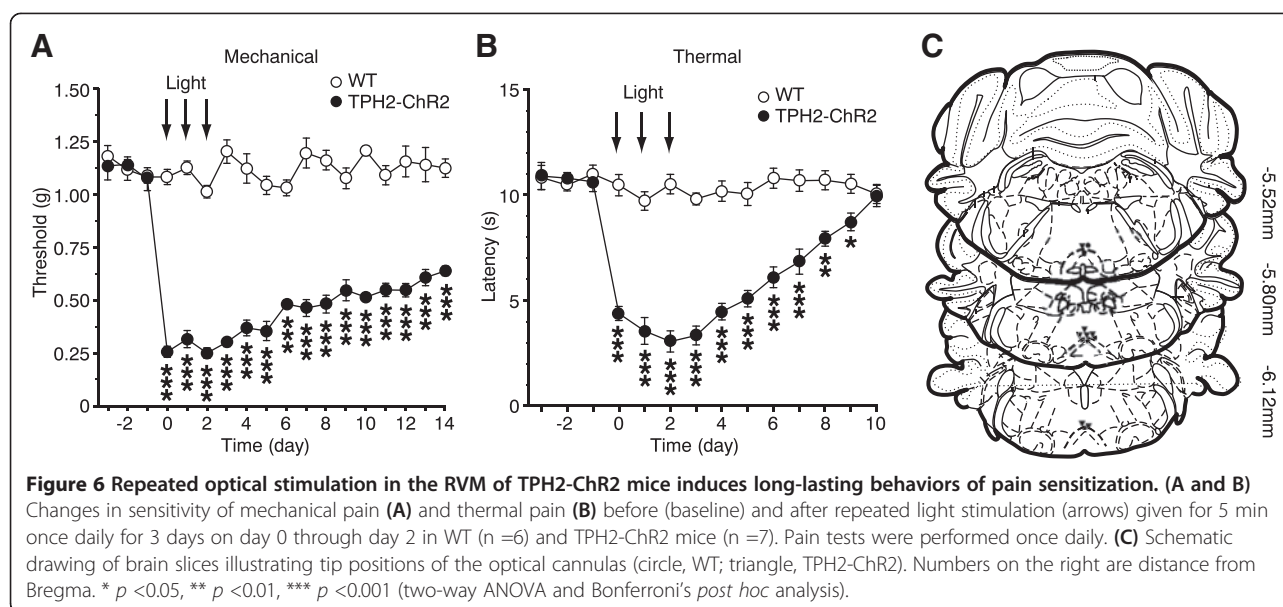 A
Mechanical
Light
WT
TPH2-ChR2
Threshold (g)
1.50
1.25
1.00
0.75
0.50
0.25
0
-2 0 2 4 6 8 10 12 14
Time (day)
*** *** *** *** *** *** *** *** *** *** *** *** *** *** ***
B
Thermal
Light
WT
TPH2-ChR2
Latency (s)
15
10
5
0
-2 0 2 4 6 8 10
Time (day)
*** *** *** *** *** *** *** *** ** *
C
-5.52mm
-5.80mm
-6.12mm
Figure 6 Repeated optical stimulation in the RVM of TPH2-ChR2 mice induces long-lasting behaviors of pain sensitization. (A and B)
Changes in sensitivity of mechanical pain (A) and thermal pain (B) before (baseline) and after repeated light stimulation (arrows) given for 5 min
once daily for 3 days on day 0 through day 2 in WT (n =6) and TPH2-ChR2 mice (n =7). Pain tests were performed once daily. (C) Schematic
drawing of brain slices illustrating tip positions of the optical cannulas (circle, WT; triangle, TPH2-ChR2). Numbers on the right are distance from
Bregma. * p <0.05, ** p <0.01, *** p <0.001 (two-way ANOVA and Bonferroni's post hoc analysis).